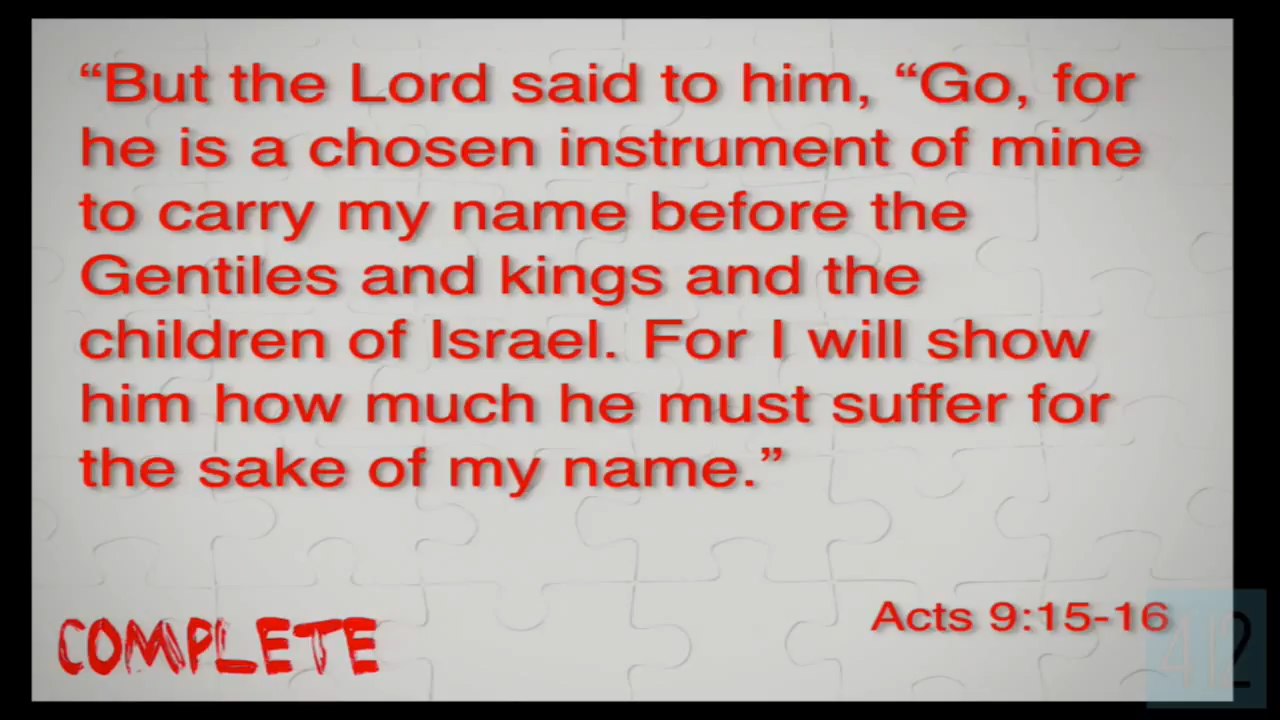 “But the Lord said to him, “Go, for
he is a chosen instrument of mine
to carry my name before the
Gentiles and kings and the
children of Israel. For I will show
him how much he must suffer for
the sake of my name.”
COMPLETE
Acts 9:15-16
412